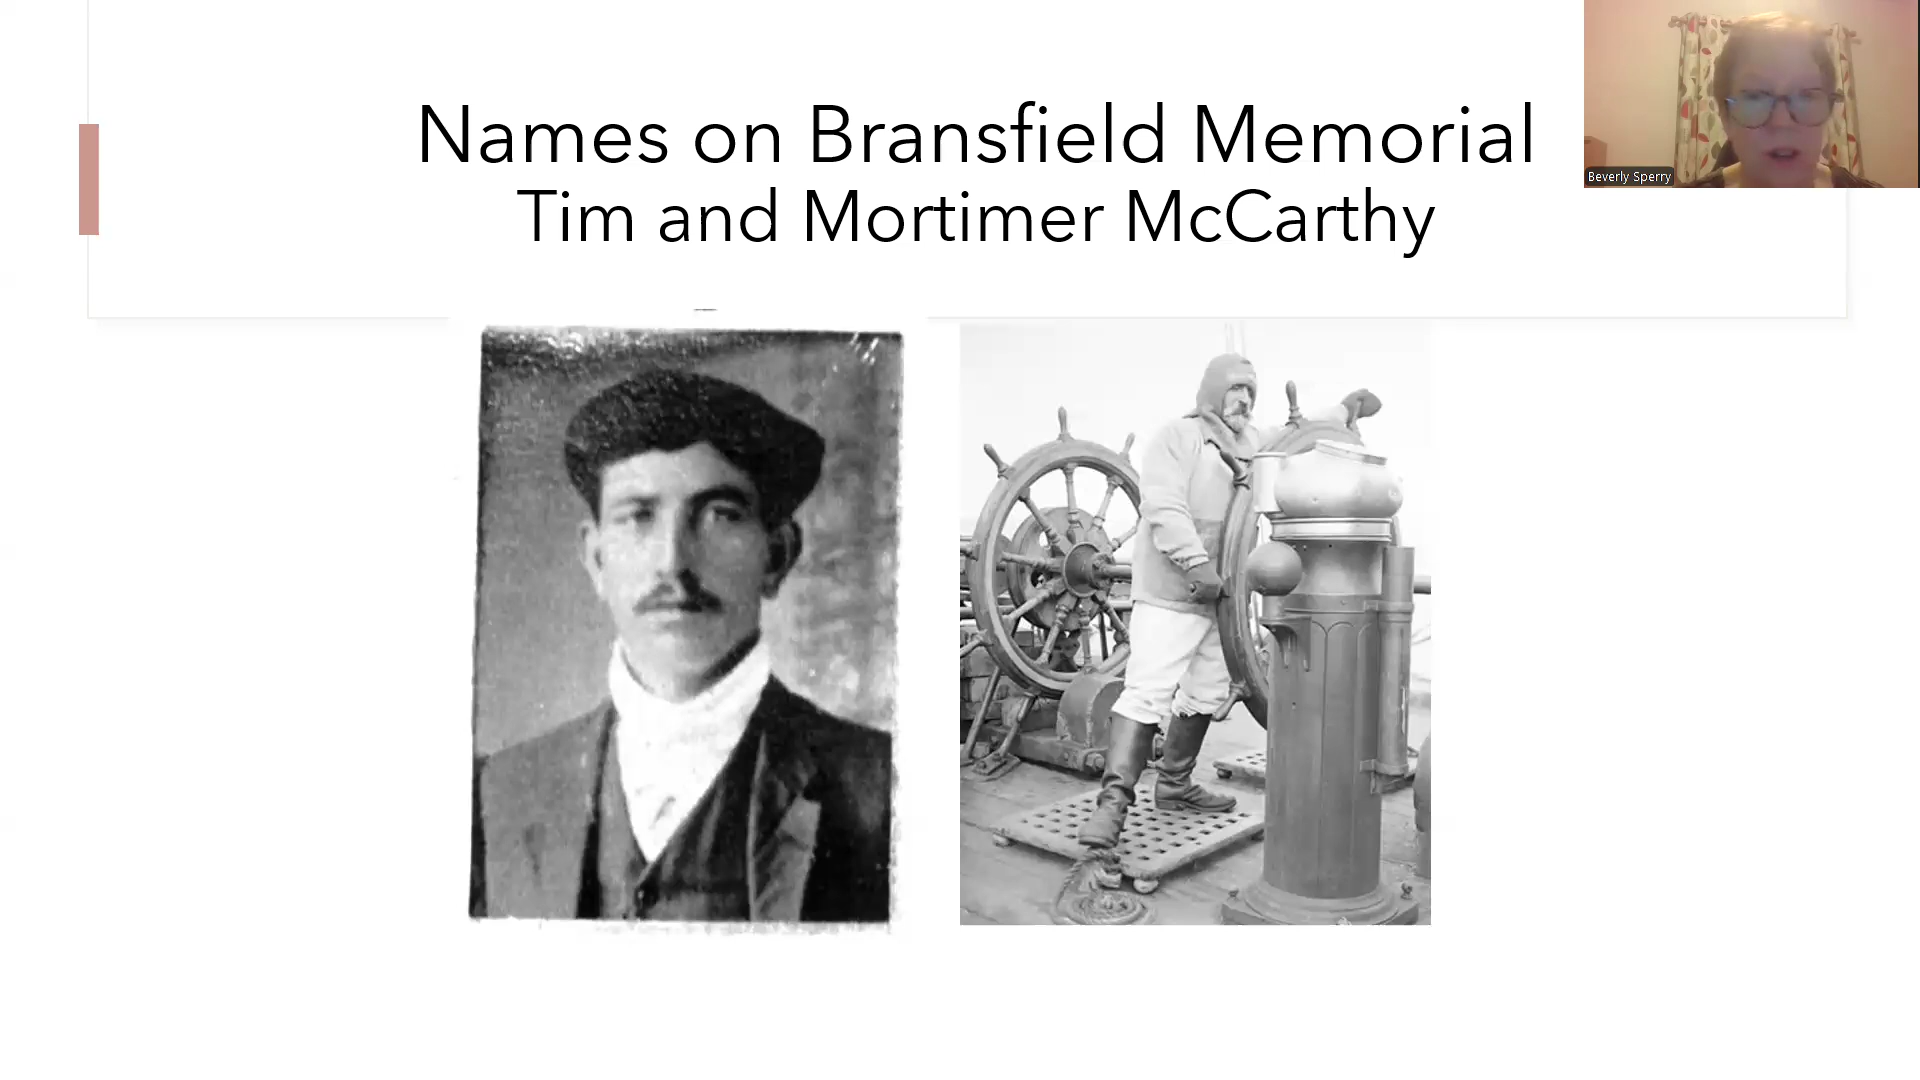 Names on Bransfield Memorial
Tim and Mortimer McCarthy
Beverly Sperry